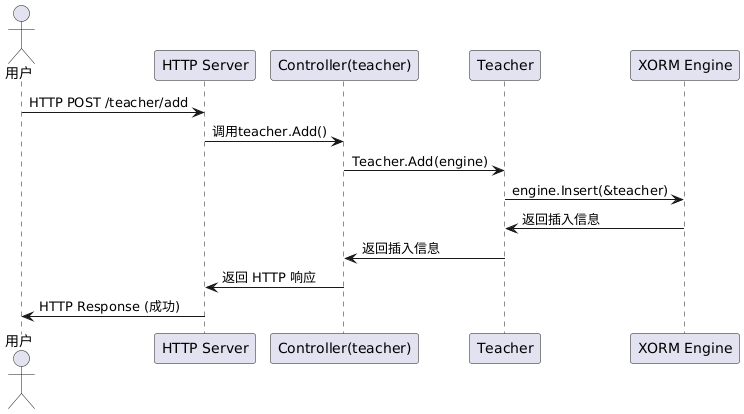 用户
HTTP Server
Controller(teacher)
Teacher
XORM Engine
HTTP POST /teacher/add
调用teacher.Add()
Teacher.Add(engine)
engine.Insert(&teacher)
返回插入信息
返回插入信息
返回 HTTP 响应
HTTP Response (成功)
用户
HTTP Server
Controller(teacher)
Teacher
XORM Engine